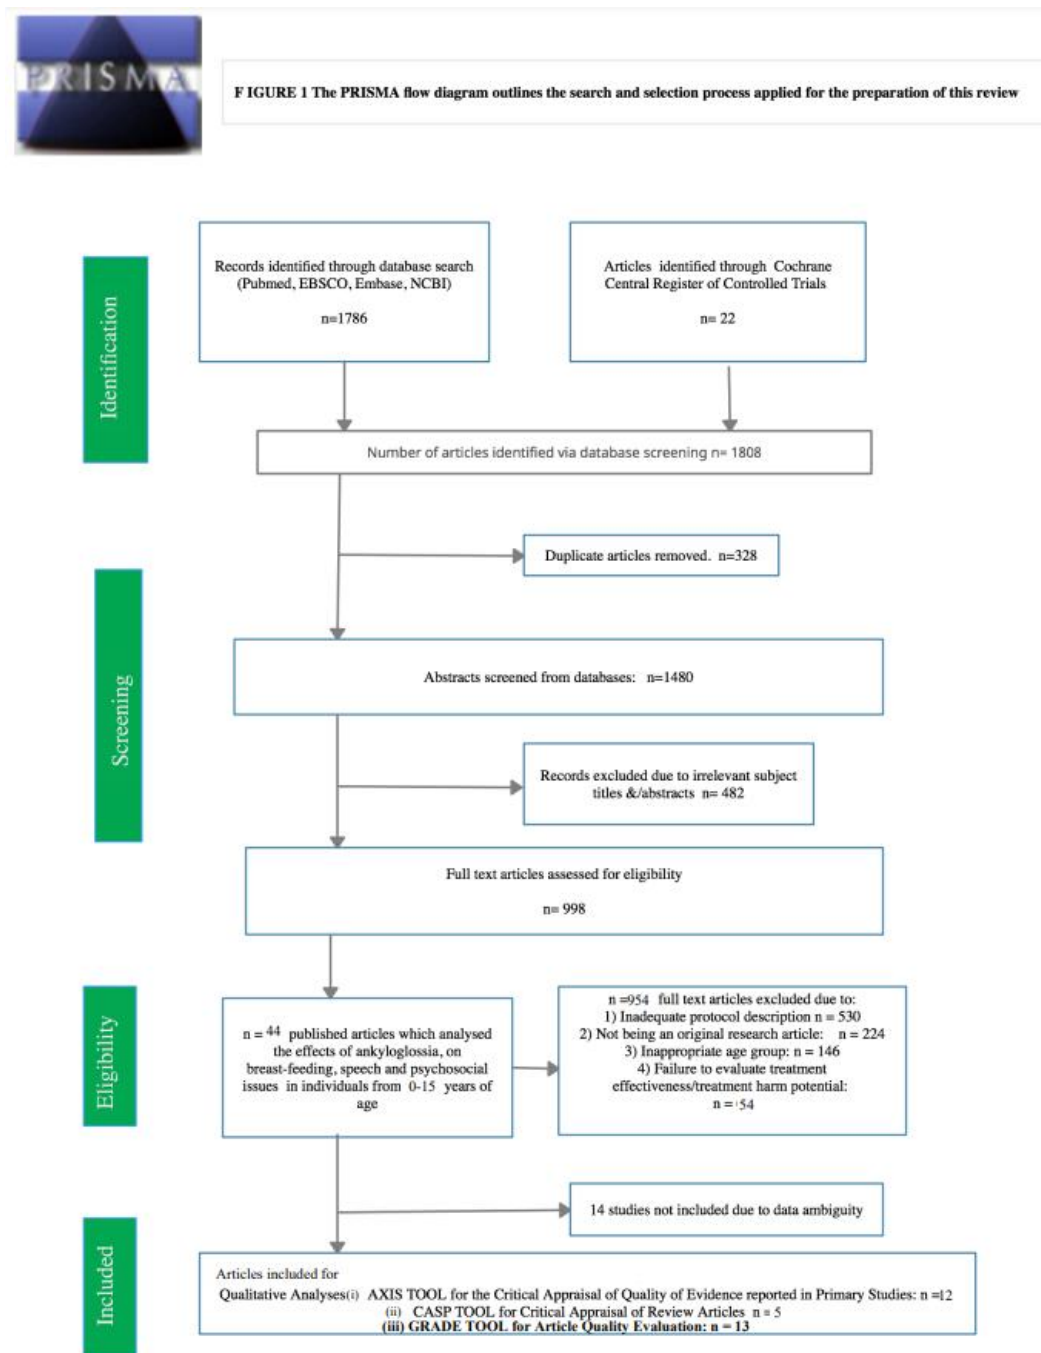 PRISMA
F IGURE 1 The PRISMA flow diagram outlines the search and selection process applied for the preparation of this review
Identification
Records identified through database search
(Pubmed, EBSCO, Embase, NCBI)
n=1786
Articles identified through Cochrane
Central Register of Controlled Trials
n= 22
Number of articles identified via database screening n= 1808
Duplicate articles removed. n=328
Screening
Abstracts screened from databases: n=1480
Records excluded due to irrelevant subject
titles &/abstracts n= 482
Full text articles assessed for eligibility
n= 998
Eligibility
n = 44 published articles which analysed
the effects of ankyloglossia, on
breast-feeding, speech and psychosocial
issues in individuals from 0-15 years of
age
n =954 full text articles excluded due to:
1) Inadequate protocol description n = 530
2) Not being an original research article: n = 224
3) Inappropriate age group: n = 146
4) Failure to evaluate treatment
effectiveness/treatment harm potential:
n = 54
14 studies not included due to data ambiguity
Included
Articles included for
Qualitative Analyses(i) AXIS TOOL for the Critical Appraisal of Quality of Evidence reported in Primary Studies: n =12
(ii) CASP TOOL for Critical Appraisal of Review Articles n = 5
(iii) GRADE TOOL for Article Quality Evaluation: n = 13